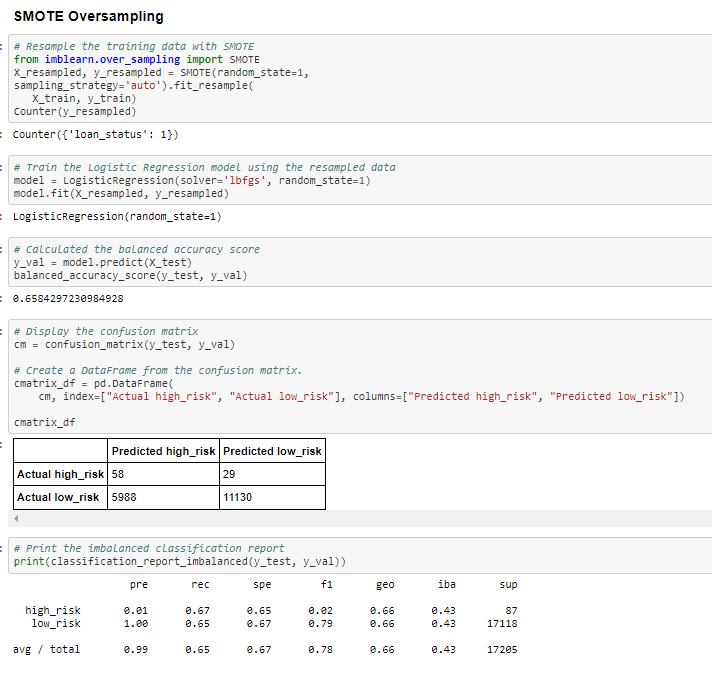 SMOTE Oversampling
# Resample the training data with SMOTE
from imblearn.over_sampling import SMOTE
X_resampled, y_resampled = SMOTE(random_state=1,
sampling_strategy='auto').fit_resample(
X_train, y_train)
Counter(y_resampled)
Counter({'loan_status': 1})
# Train the Logistic Regression model using the resampled data
model = LogisticRegression(solver='lbfgs', random_state=1)
model.fit(X_resampled, y_resampled)
LogisticRegression(random_state=1)
# Calculated the balanced accuracy score
y_val = model.predict(X_test)
balanced_accuracy_score(y_test, y_val)
0.6584297230984928
# Display the confusion matrix
cm = confusion_matrix(y_test, y_val)
# Create a DataFrame from the confusion matrix.
cmatrix_df = pd.DataFrame(
cm, index=["Actual high_risk", "Actual low_risk"], columns=["Predicted high_risk", "Predicted low_risk"])
cmatrix_df
Predicted high_risk Predicted low_risk
Actual high_risk 58 29
Actual low_risk 5988 11130
# Print the imbalanced classification report
print(classification_report_imbalanced(y_test, y_val))
pre rec spe f1 geo iba sup
high_risk 0.01 0.67 0.65 0.02 0.66 0.43 87
low_risk 1.00 0.65 0.67 0.79 0.66 0.43 17118
avg / total 0.99 0.65 0.67 0.78 0.66 0.43 17205